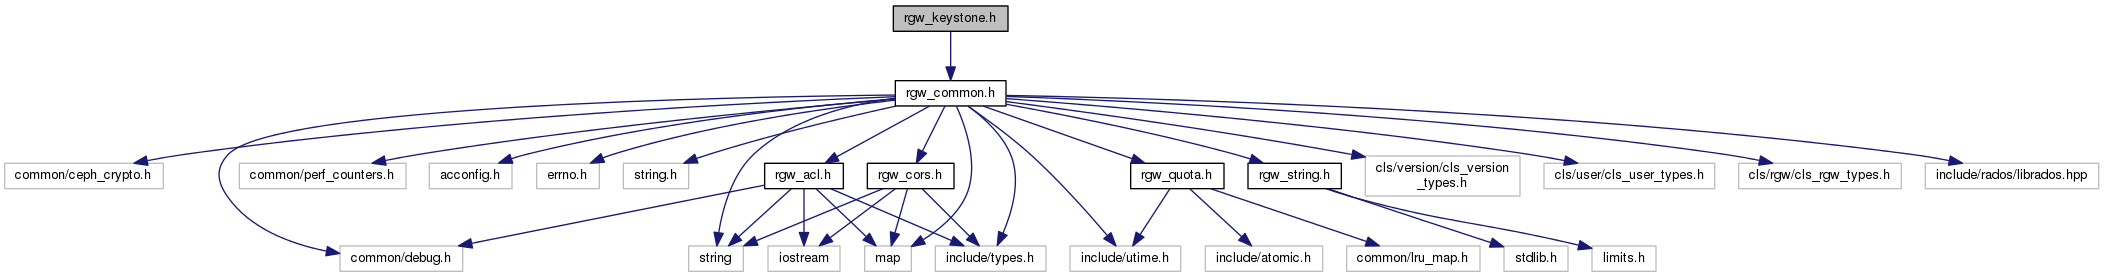 rgw_keystone.h
rgw_common.h
common/ceph_crypto.h
common/perf_counters.h
acconfig.h
errno.h
string.h
rgw_acl.h
rgw_cors.h
rgw_quota.h
rgw_string.h
cls/version/cls_version
_types.h
cls/user/cls_user_types.h
cls/rgw/cls_rgw_types.h
include/rados/librados.hpp
common/debug.h
string
iostream
map
include/types.h
include/utime.h
include/atomic.h
common/lru_map.h
stdlib.h
limits.h